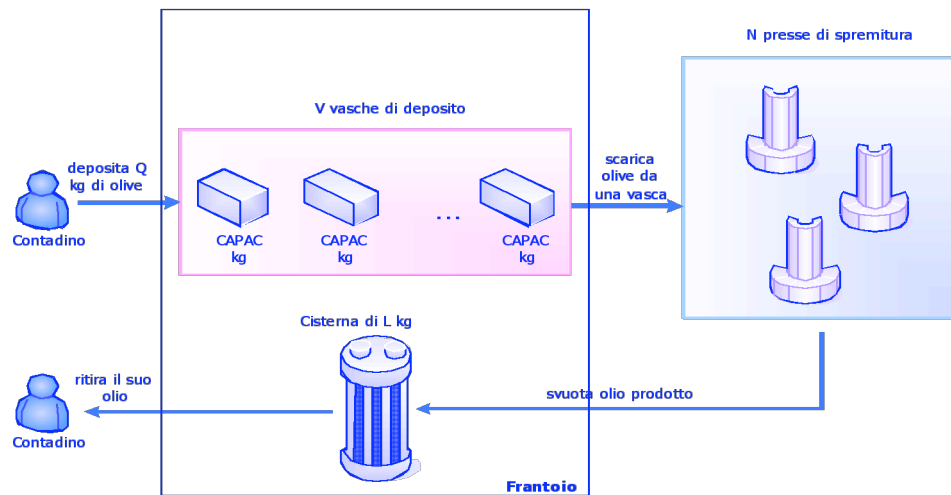 N presse di spremitura
V vasche di deposito
deposita Q
kg di olive
scarica
olive da
una vasca
Contadino
...
CAPAC
kg
CAPAC
kg
CAPAC
kg
Cisterna di L kg
ritira il suo
olio
svuota olio prodotto
Contadino
Frantoio